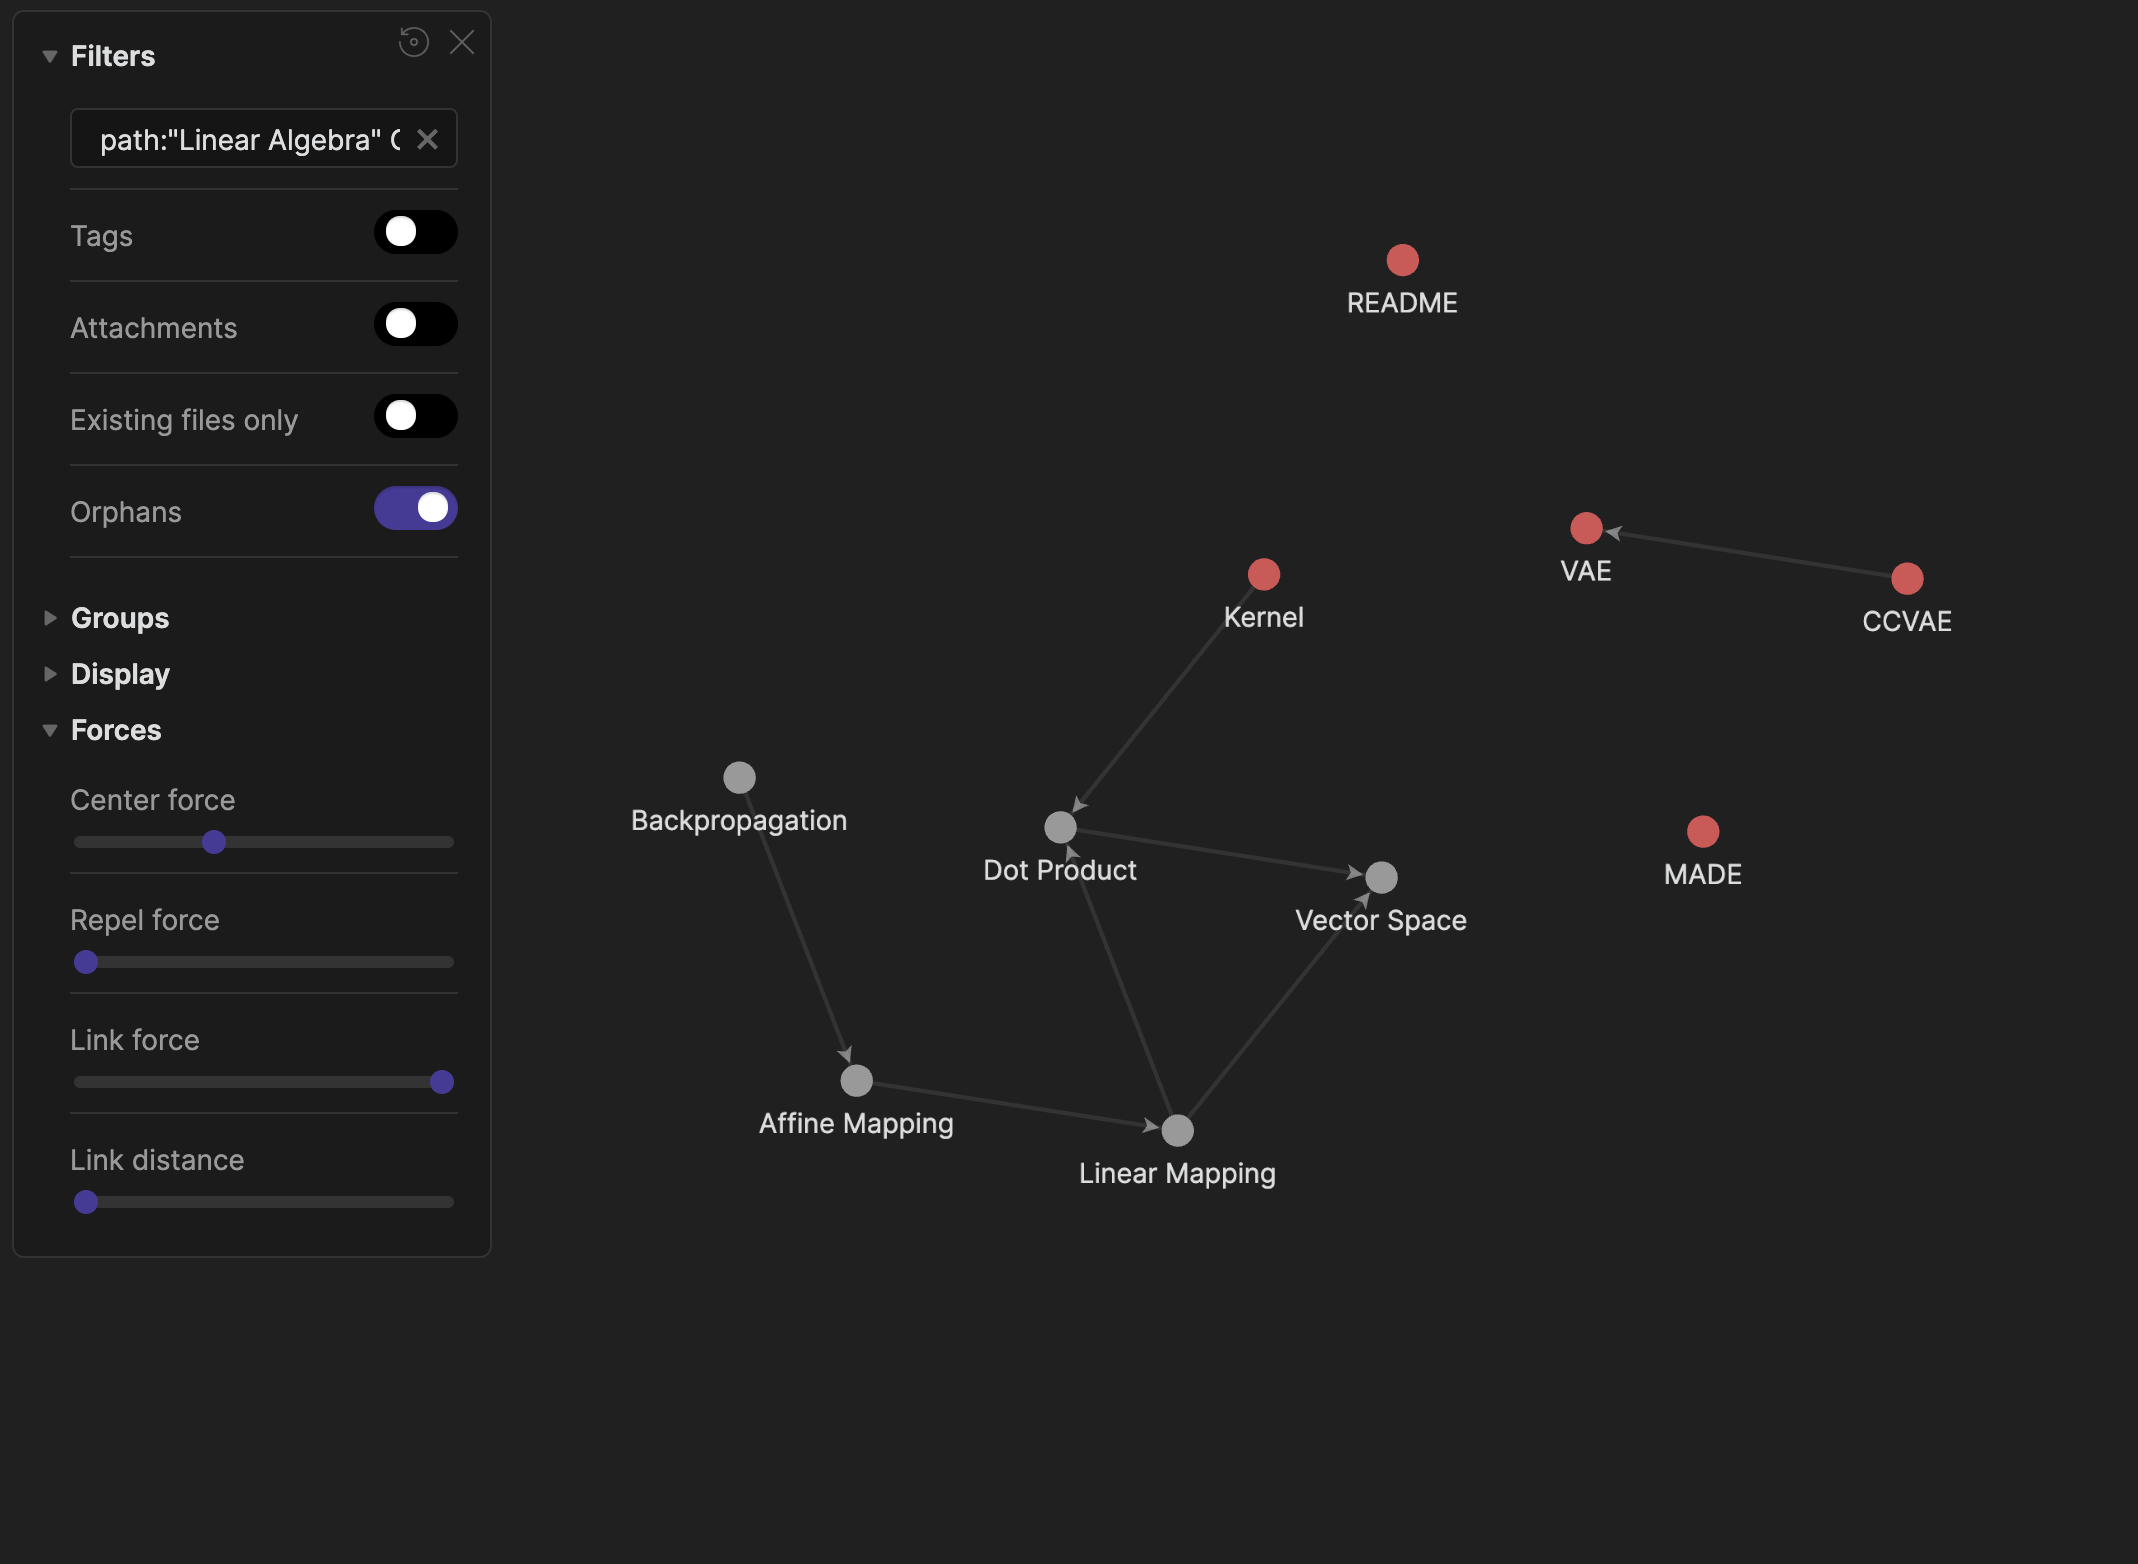 Filters
path:"Linear Algebra"
Tags
Attachments
Existing files only
Orphans
Groups
Display
Forces
Center force
Repel force
Link force
Link distance
README
VAE
CCVAE
Kernel
Backpropagation
Dot Product
Vector Space
MADE
Affine Mapping
Linear Mapping